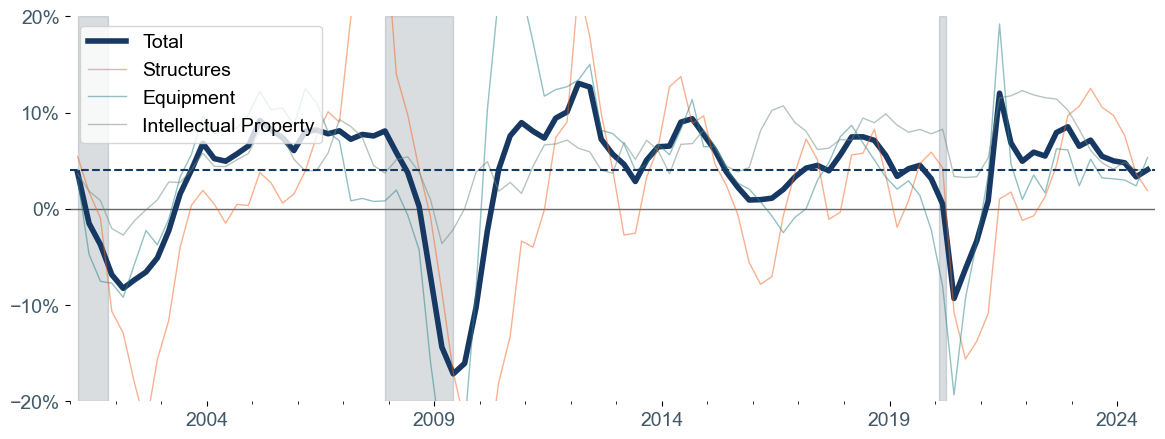 20%
10%
0%
−10%
−20%
Total
Structures
Equipment
Intellectual Property
2004
2009
2014
2019
2024